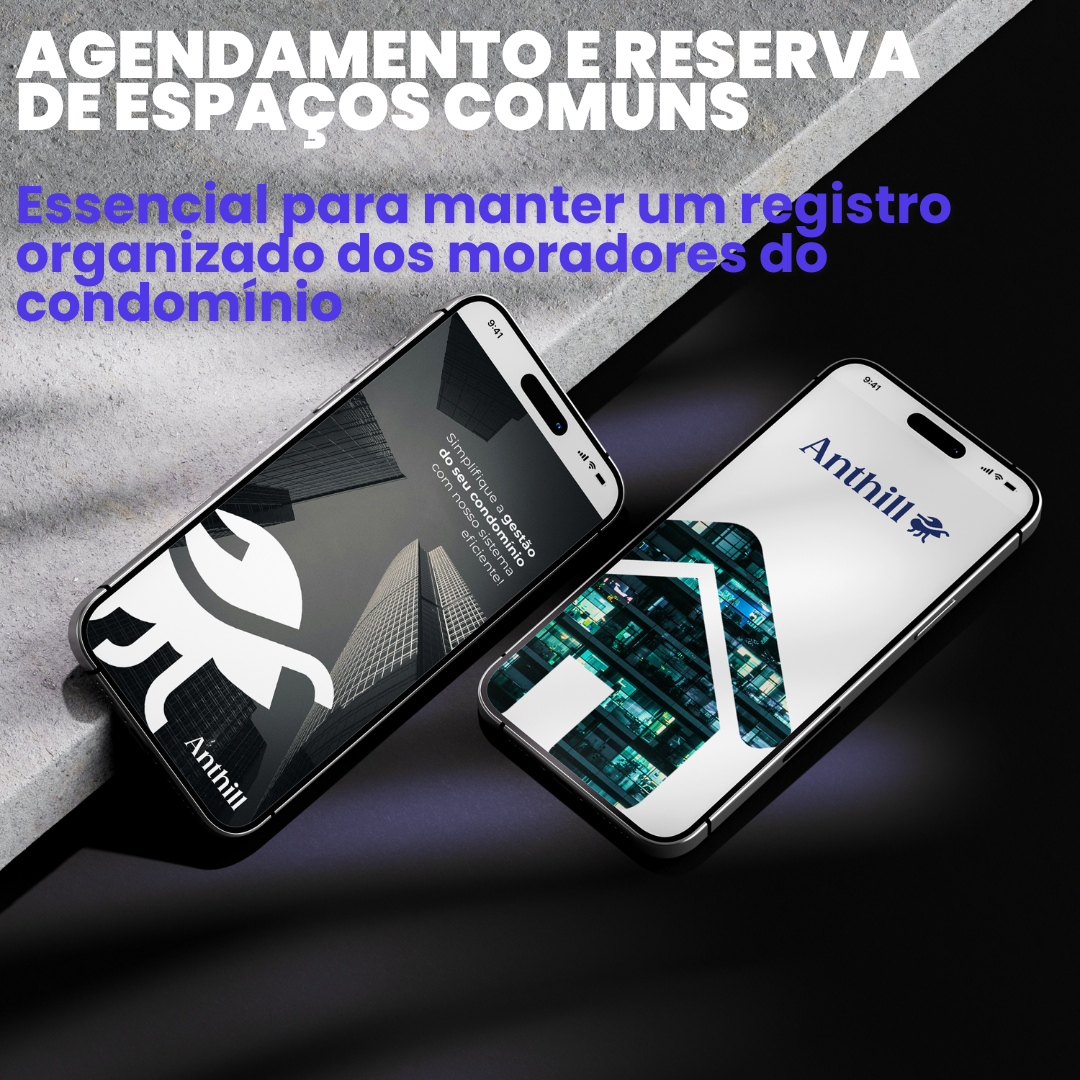 AGENDAMENTO E RESERVA
DE ESPAÇOS COMUNS
Essencial para manter um registro
organizado dos moradores do
condomínio
9:41
Simplifique a gestão
do seu condomínio
com nosso sistema
eficiente!
Anthill
9:41
Anthill